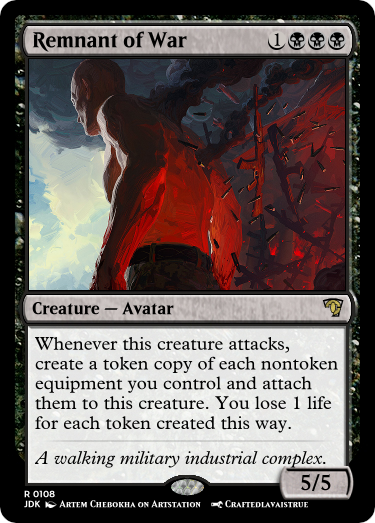 Remnant of War 1
Creature — Avatar
Whenever this creature attacks,
create a token copy of each nontoken
equipment you control and attach
them to this creature. You lose 1 life
for each token created this way.
A walking military industrial complex.
5/5
R 0108
JDK Artem Chebokha on Artstation Craftedlavaistrue